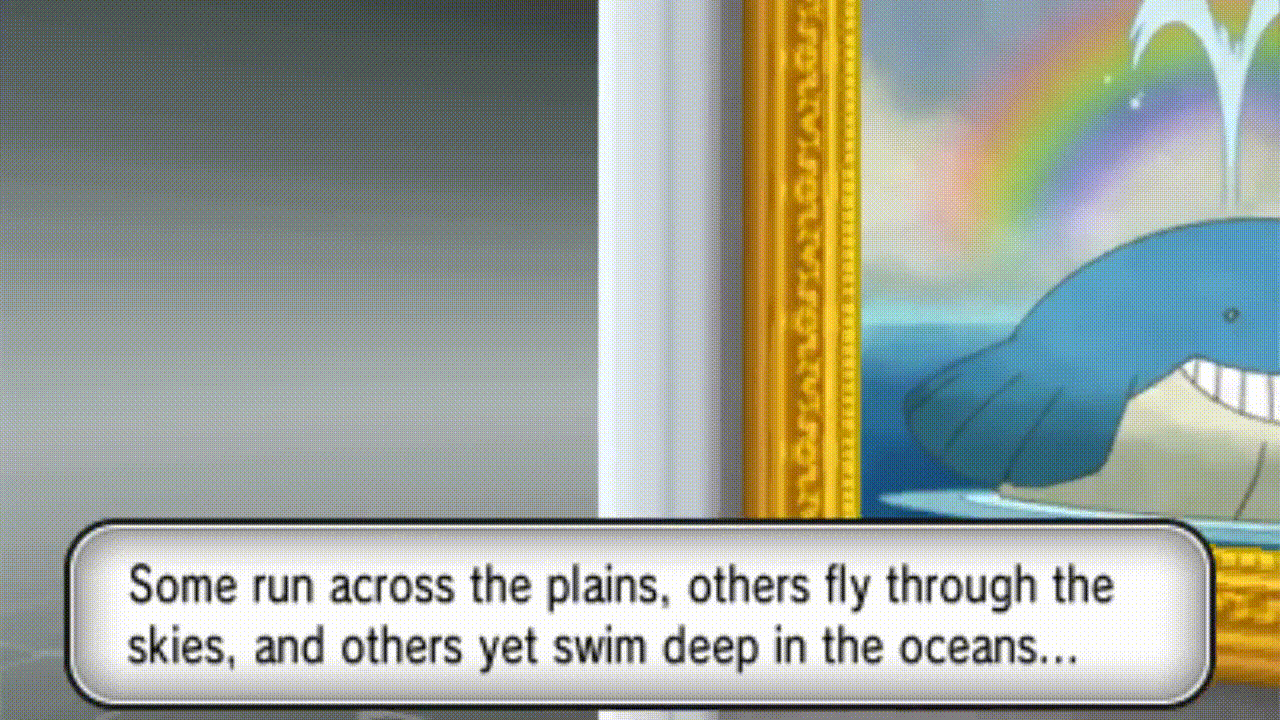 Some run across the plains, others fly through the
skies, and others yet swim deep in the oceans...